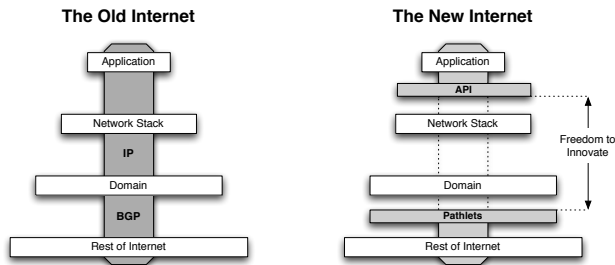 The Old Internet
Application
Network Stack
IP
Domain
BGP
Rest of Internet
The New Internet
Application
API
Network Stack
Freedom to
Innovate
Domain
Pathlets
Rest of Internet